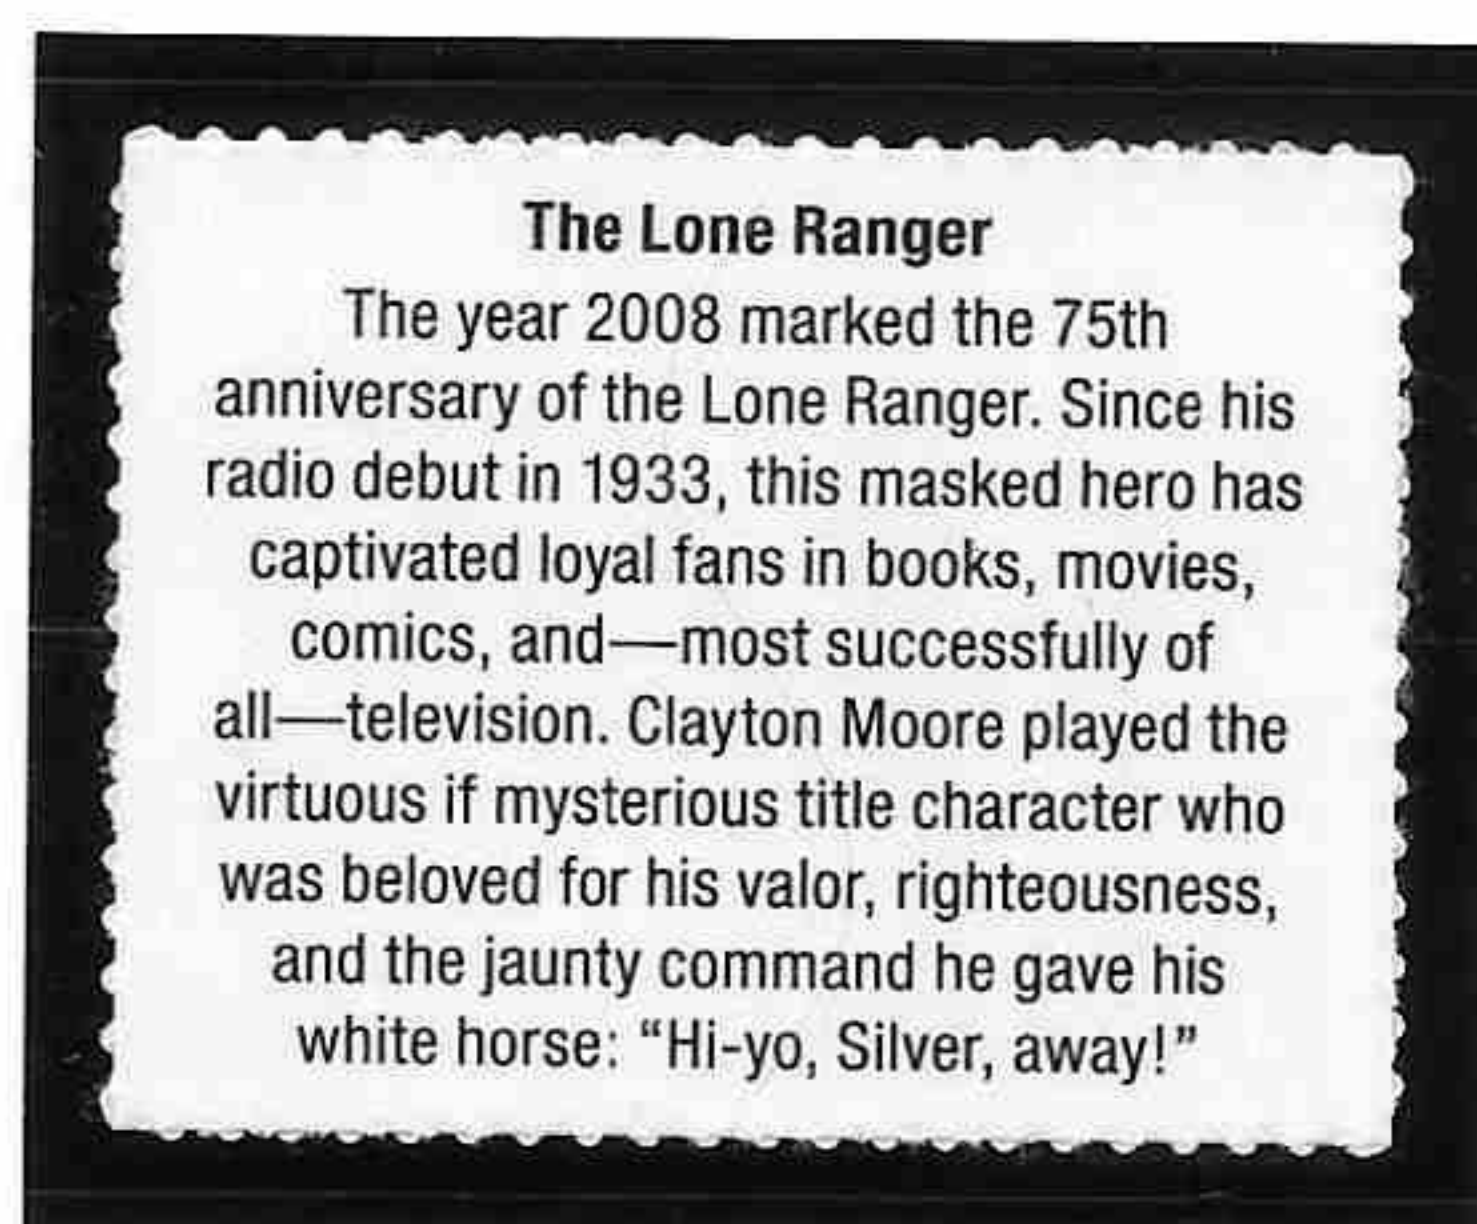 The Lone Ranger
The year 2008 marked the 75th
anniversary of the Lone Ranger. Since his
radio debut in 1933, this masked hero has
captivated loyal fans in books, movies,
comics, and—most successfully of
all—television. Clayton Moore played the
virtuous if mysterious title character who
was beloved for his valor, righteousness,
and the jaunty command he gave his
white horse: “Hi-yo, Silver, away!”